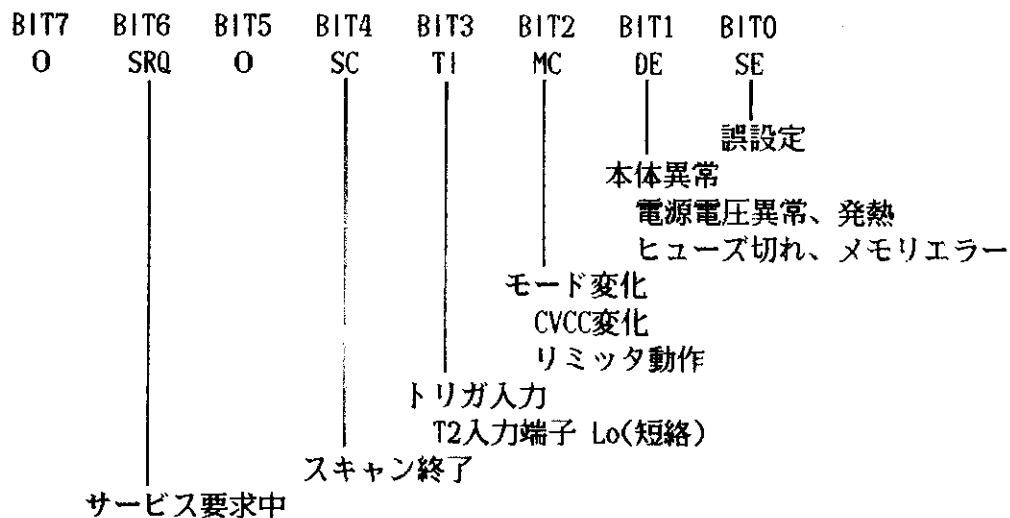 BIT7 BIT6 BIT5 BIT4 BIT3 BIT2 BIT1 BIT0
0 SRQ 0 SC TI MC DE SE
誤設定
本体異常
電源電圧異常、発熱
ヒューズ切れ、メモリエラー
モード変化
CVCC変化
リミッタ動作
トリガ入力
T2入力端子 Lo(短絡)
スキャン終了
サービス要求中